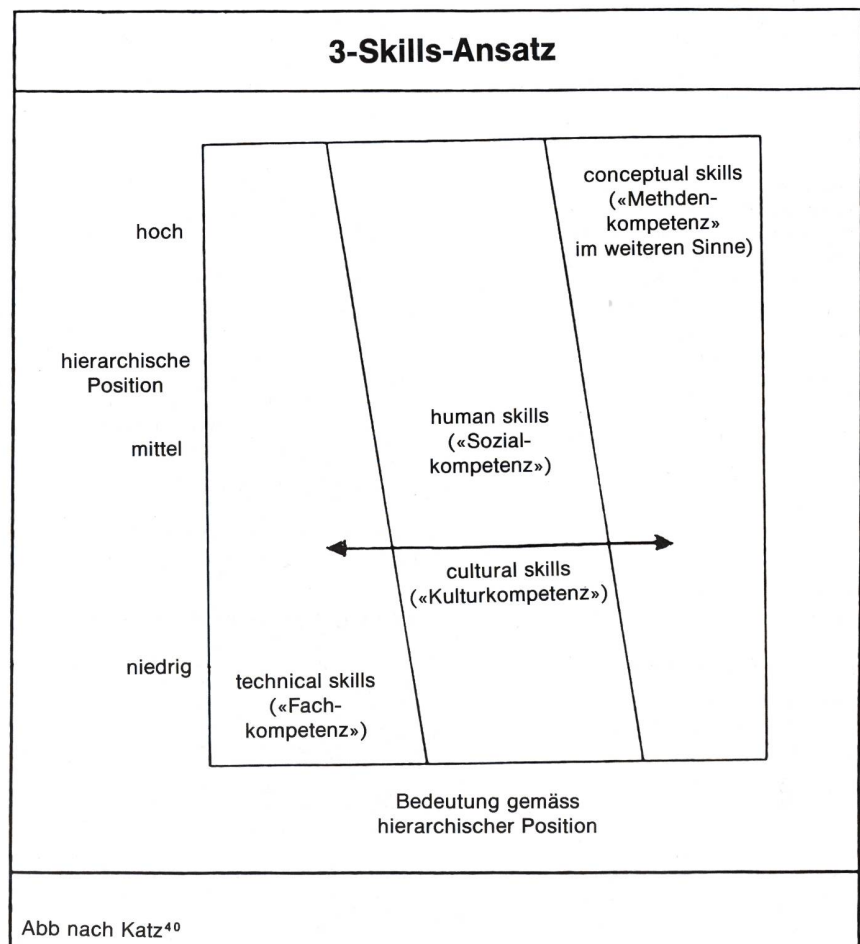 3-Skills-Ansatz
conceptual skills
(«Methden-
kompetenz»
im weiteren Sinne)
hoch
hierarchische
Position
mittel
human skills
(«Sozial-
kompetenz»)
cultural skills
(«Kulturkompetenz»)
niedrig
technical skills
(«Fach-
kompetenz»)
Bedeutung gemäss
hierarchischer Position
Abb nach Katz⁴⁰